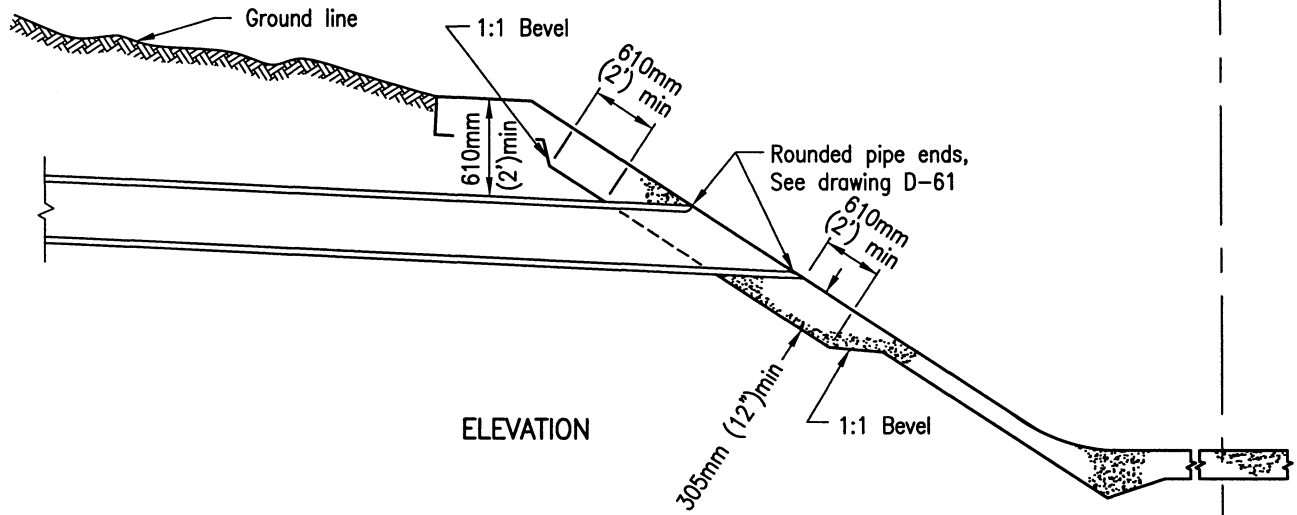 Ground line
1:1 Bevel
610mm
(2') min
610mm
(2')min
Rounded pipe ends,
See drawing D-61
610mm
(2') min
305mm (12")min
1:1 Bevel
ELEVATION